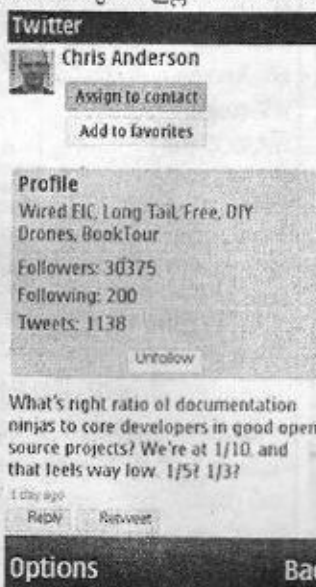 Twitter
Chris Anderson
Assign to contact
Add to favorites
Profile
Wired EIC, Long Tail, Free, DIY
Drones, BookTour
Followers: 30375
Following: 200
Tweets: 1138
Unfollow
What's right ratio of documentation
ninjas to core developers in good open
source projects? We're at 1/10, and
that feels way low. 1/5? 1/3?
1 day ago
Reply Retweet
Options Bac